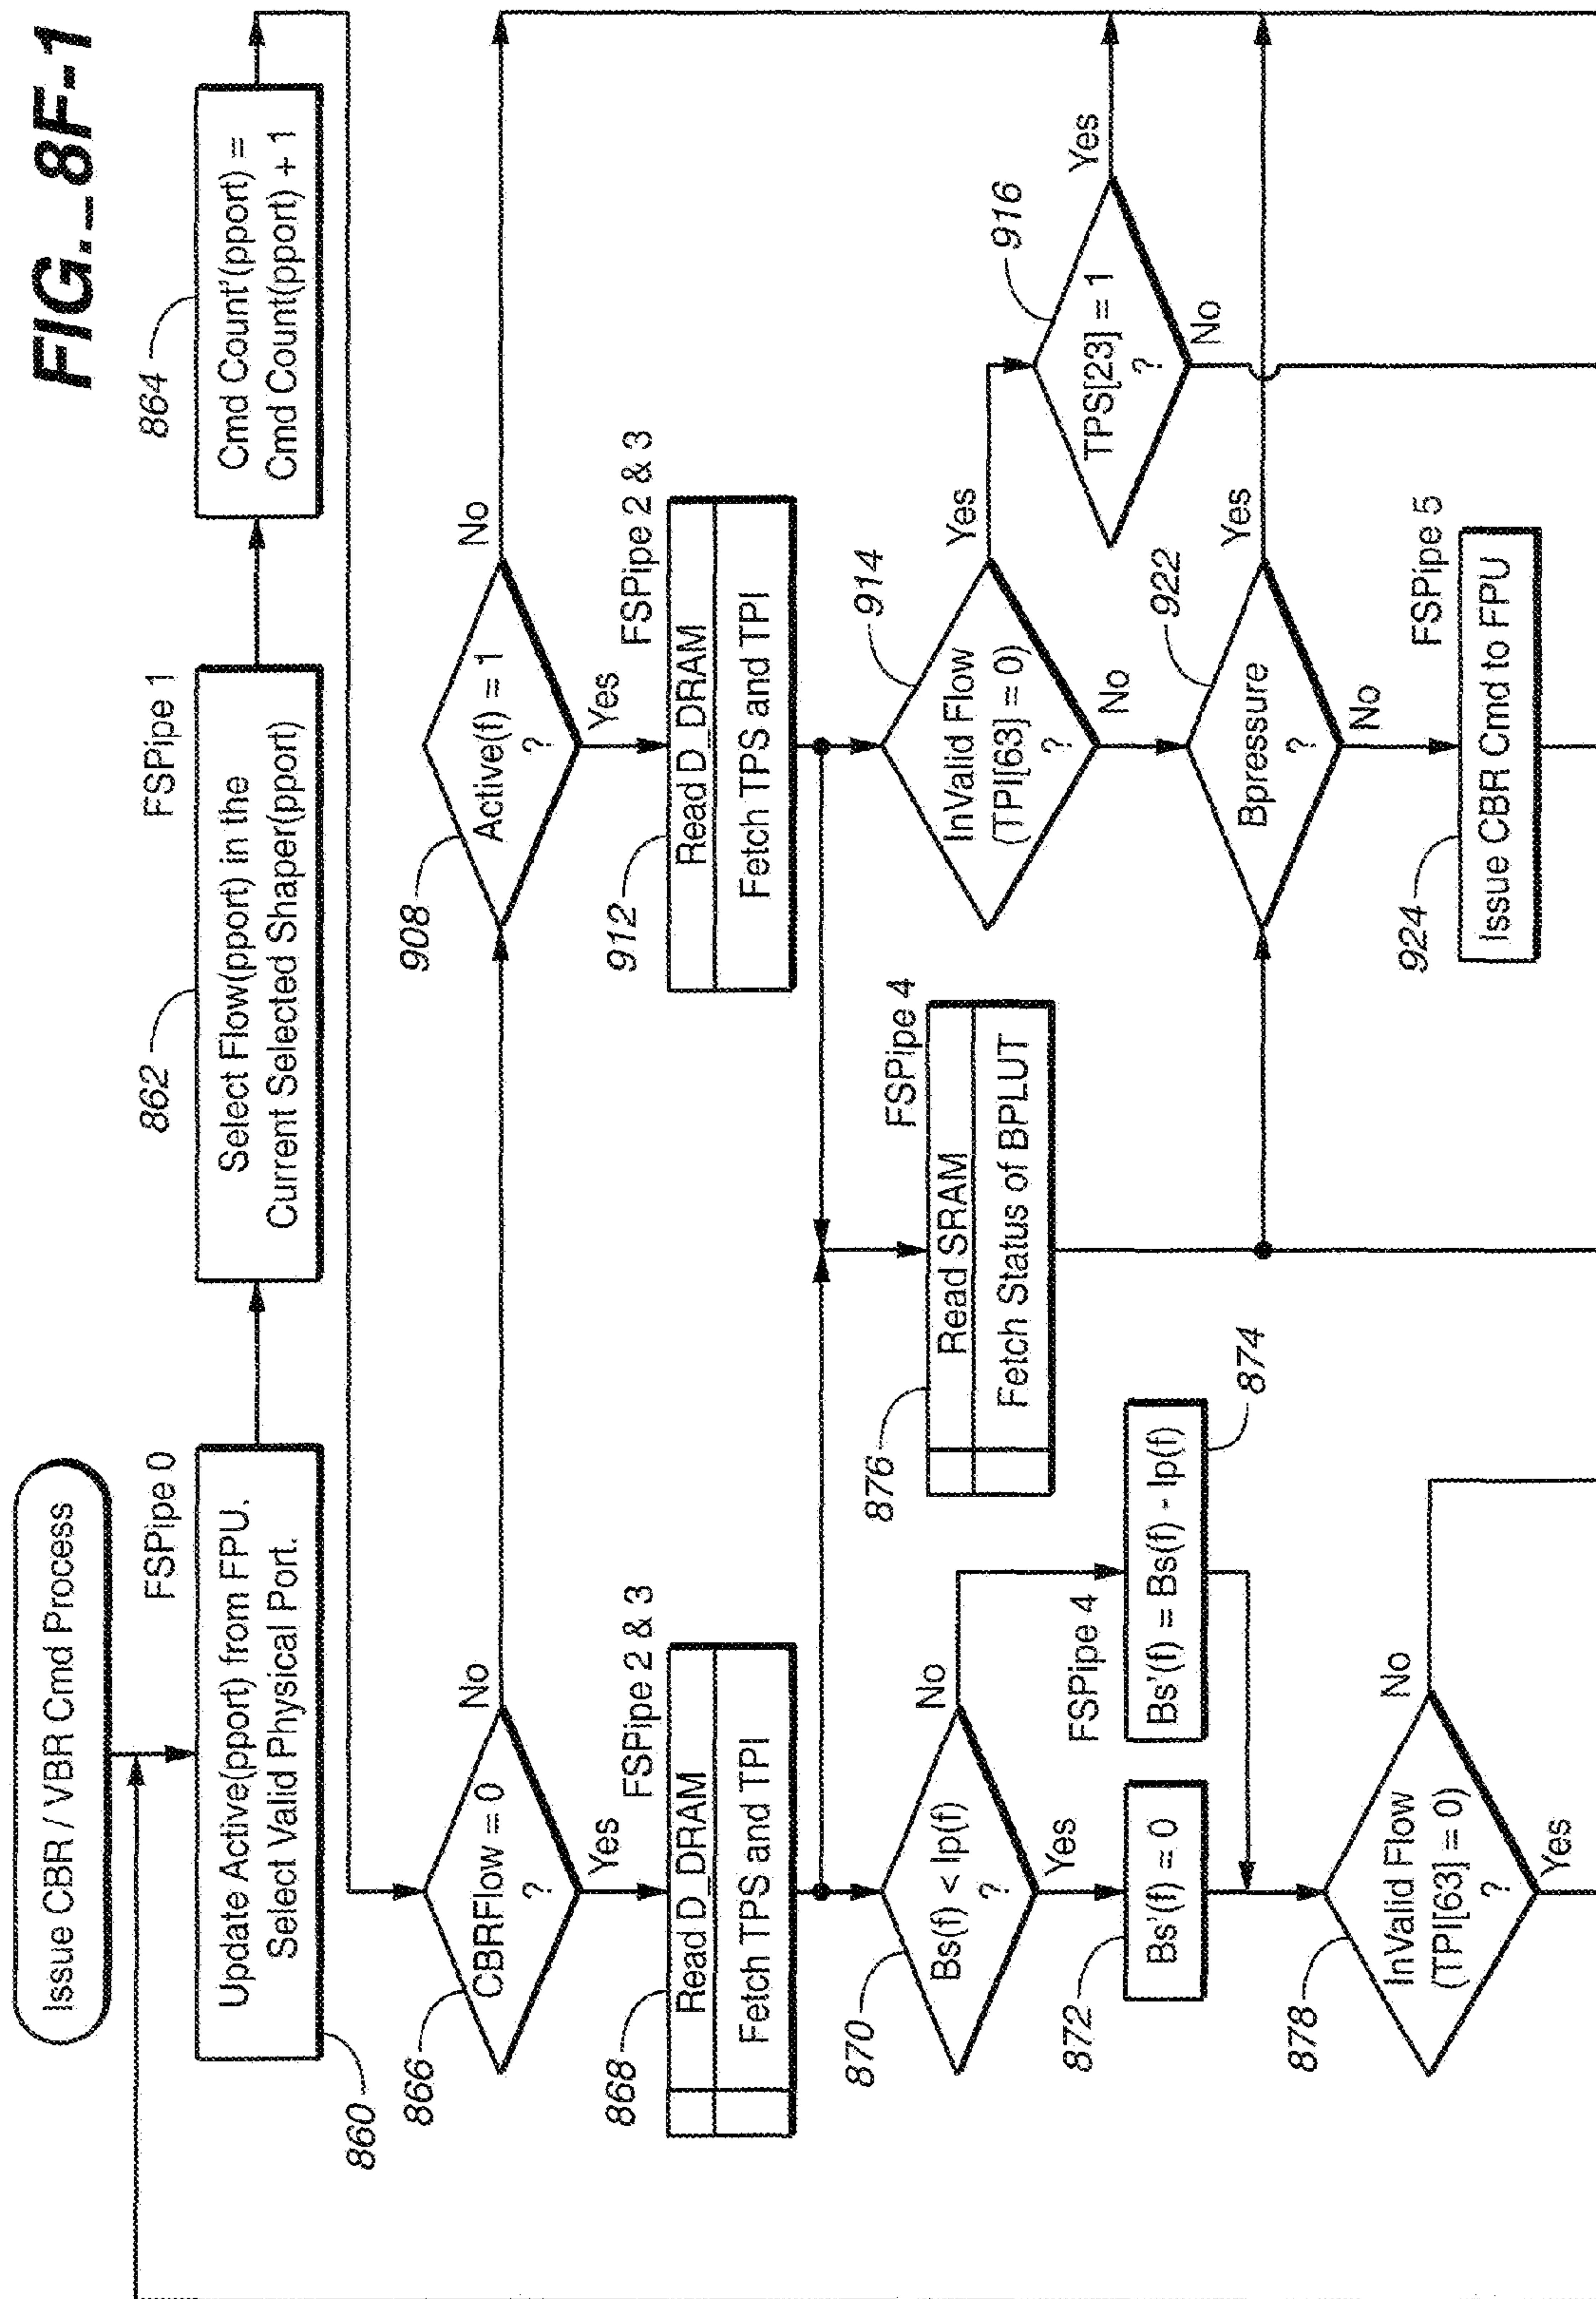 FIG._8F-1
Issue CBR / VBR Cmd Process
FSPipe 0
Update Active(pport) from FPU.
Select Valid Physical Port.
860
FSPipe 1
862
Select Flow(pport) in the
Current Selected Shaper(pport)
864
Cmd Count'(pport) =
Cmd Count(pport) + 1
866
CBRFlow = 0
?
No
Yes
908
Active(f) = 1
?
No
Yes
868
FSPipe 2 & 3
Read D_DRAM
Fetch TPS and TPI
912
FSPipe 2 & 3
Read D_DRAM
Fetch TPS and TPI
870
Bs(f) < Ip(f)
?
No
Yes
876
FSPipe 4
Read SRAM
Fetch Status of BPLUT
914
InValid Flow
(TPI[63] = 0)
?
Yes
No
916
TPS[23] = 1
?
Yes
No
872
Bs'(f) = 0
FSPipe 4
Bs'(f) = Bs(f) - Ip(f)
874
922
Bpressure
?
Yes
No
878
InValid Flow
(TPI[63] = 0)
?
No
Yes
924
FSPipe 5
Issue CBR Cmd to FPU